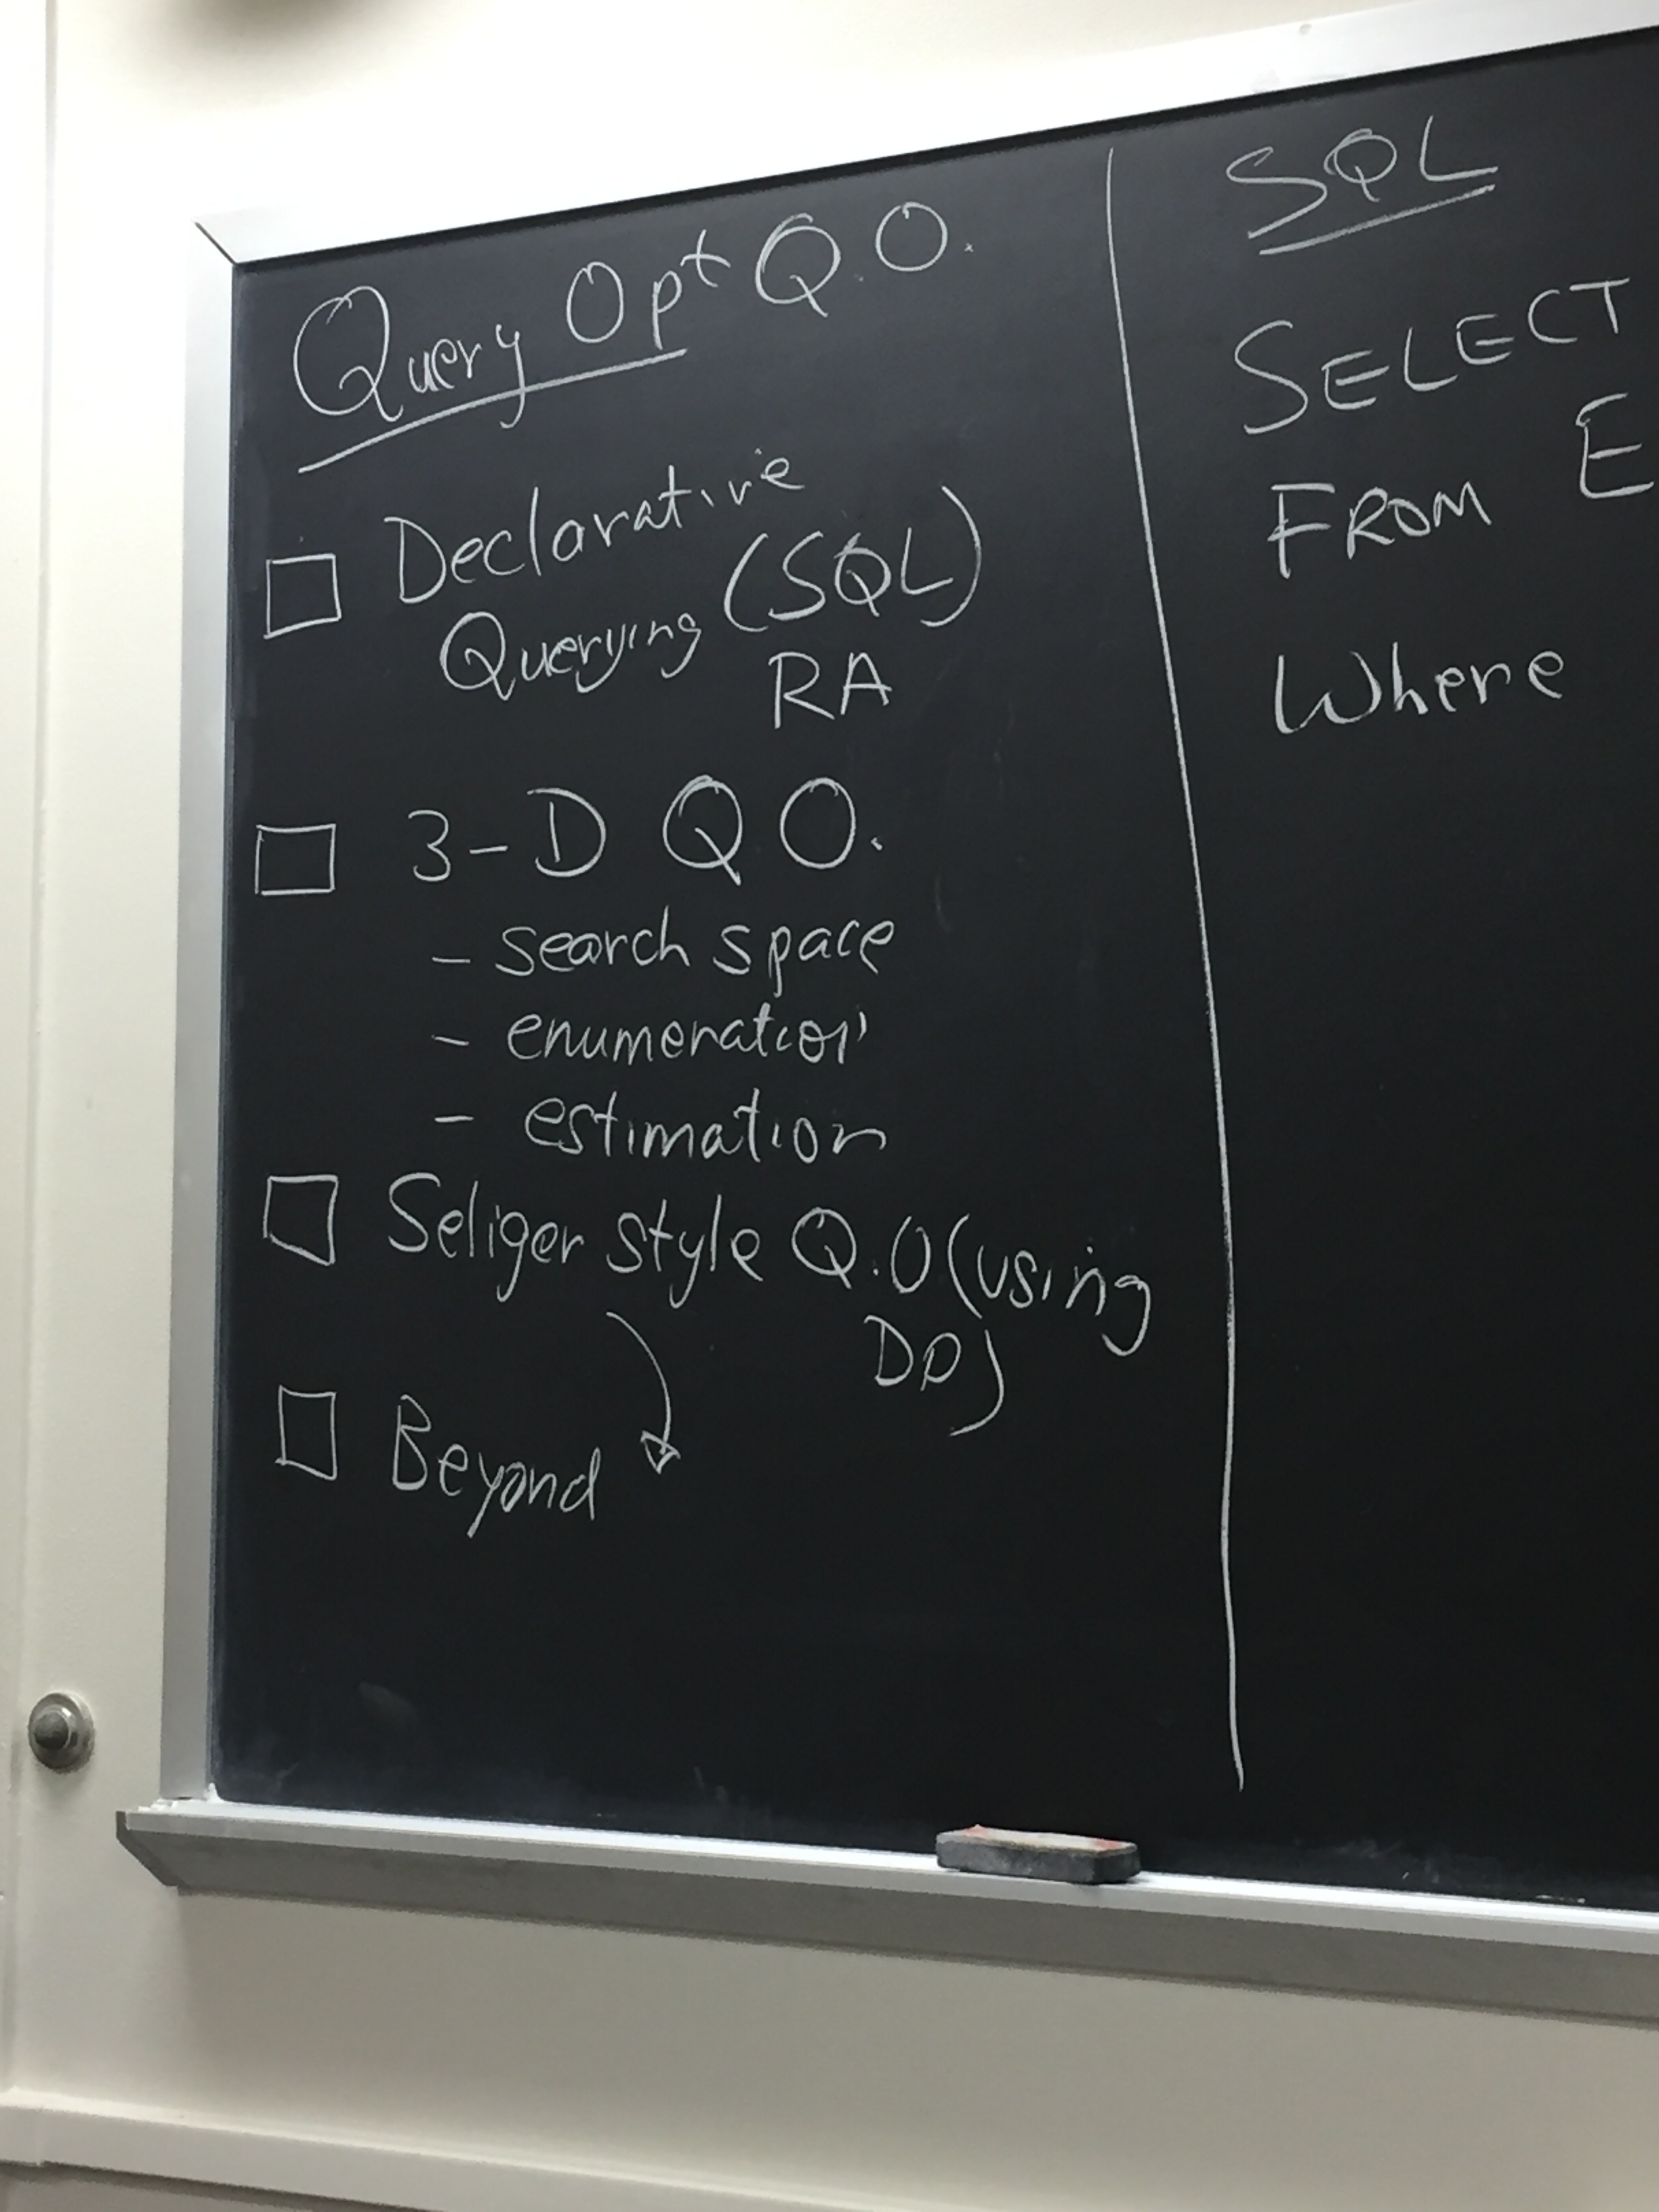 Query Opt Q.O.
Declarative
Querying (SQL)
RA
3-D QO.
- search space
- enumeration
- estimation
Seliger style Q.O (using
DP)
Beyond
SQL
SELECT
FROM E
Where